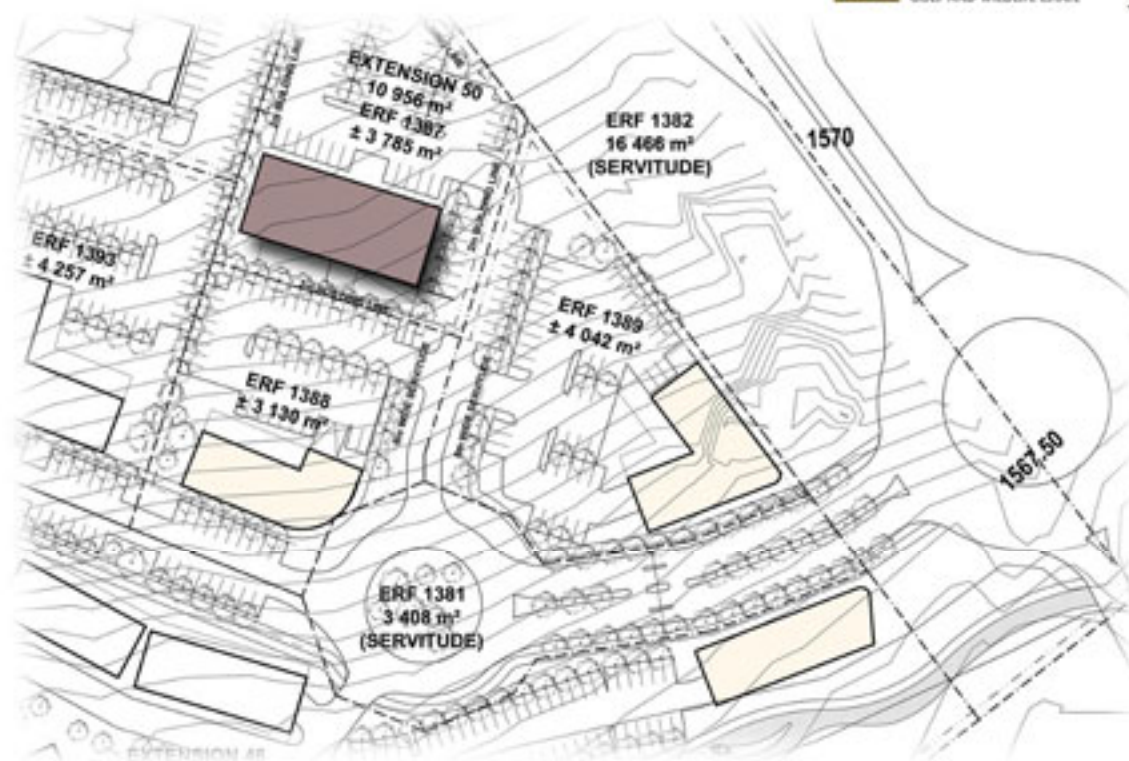 EXTENSION 50
10 956 m²
ERF 1387
± 3 785 m²
ERF 1382
16 466 m²
(SERVITUDE)
1570
ERF 1393
± 4 257 m²
ERF 1389
± 4 042 m²
ERF 1388
± 3 130 m²
1567.50
ERF 1381
3 408 m²
(SERVITUDE)
EXTENSION 48